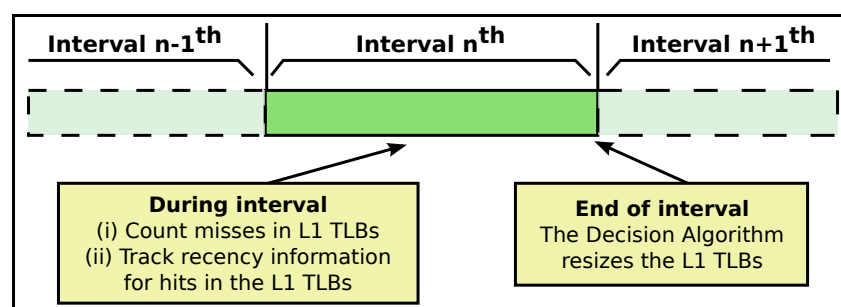 Interval n-1th
Interval nth
Interval n+1th
During interval
(i) Count misses in L1 TLBs
(ii) Track recency information
for hits in the L1 TLBs
End of interval
The Decision Algorithm
resizes the L1 TLBs